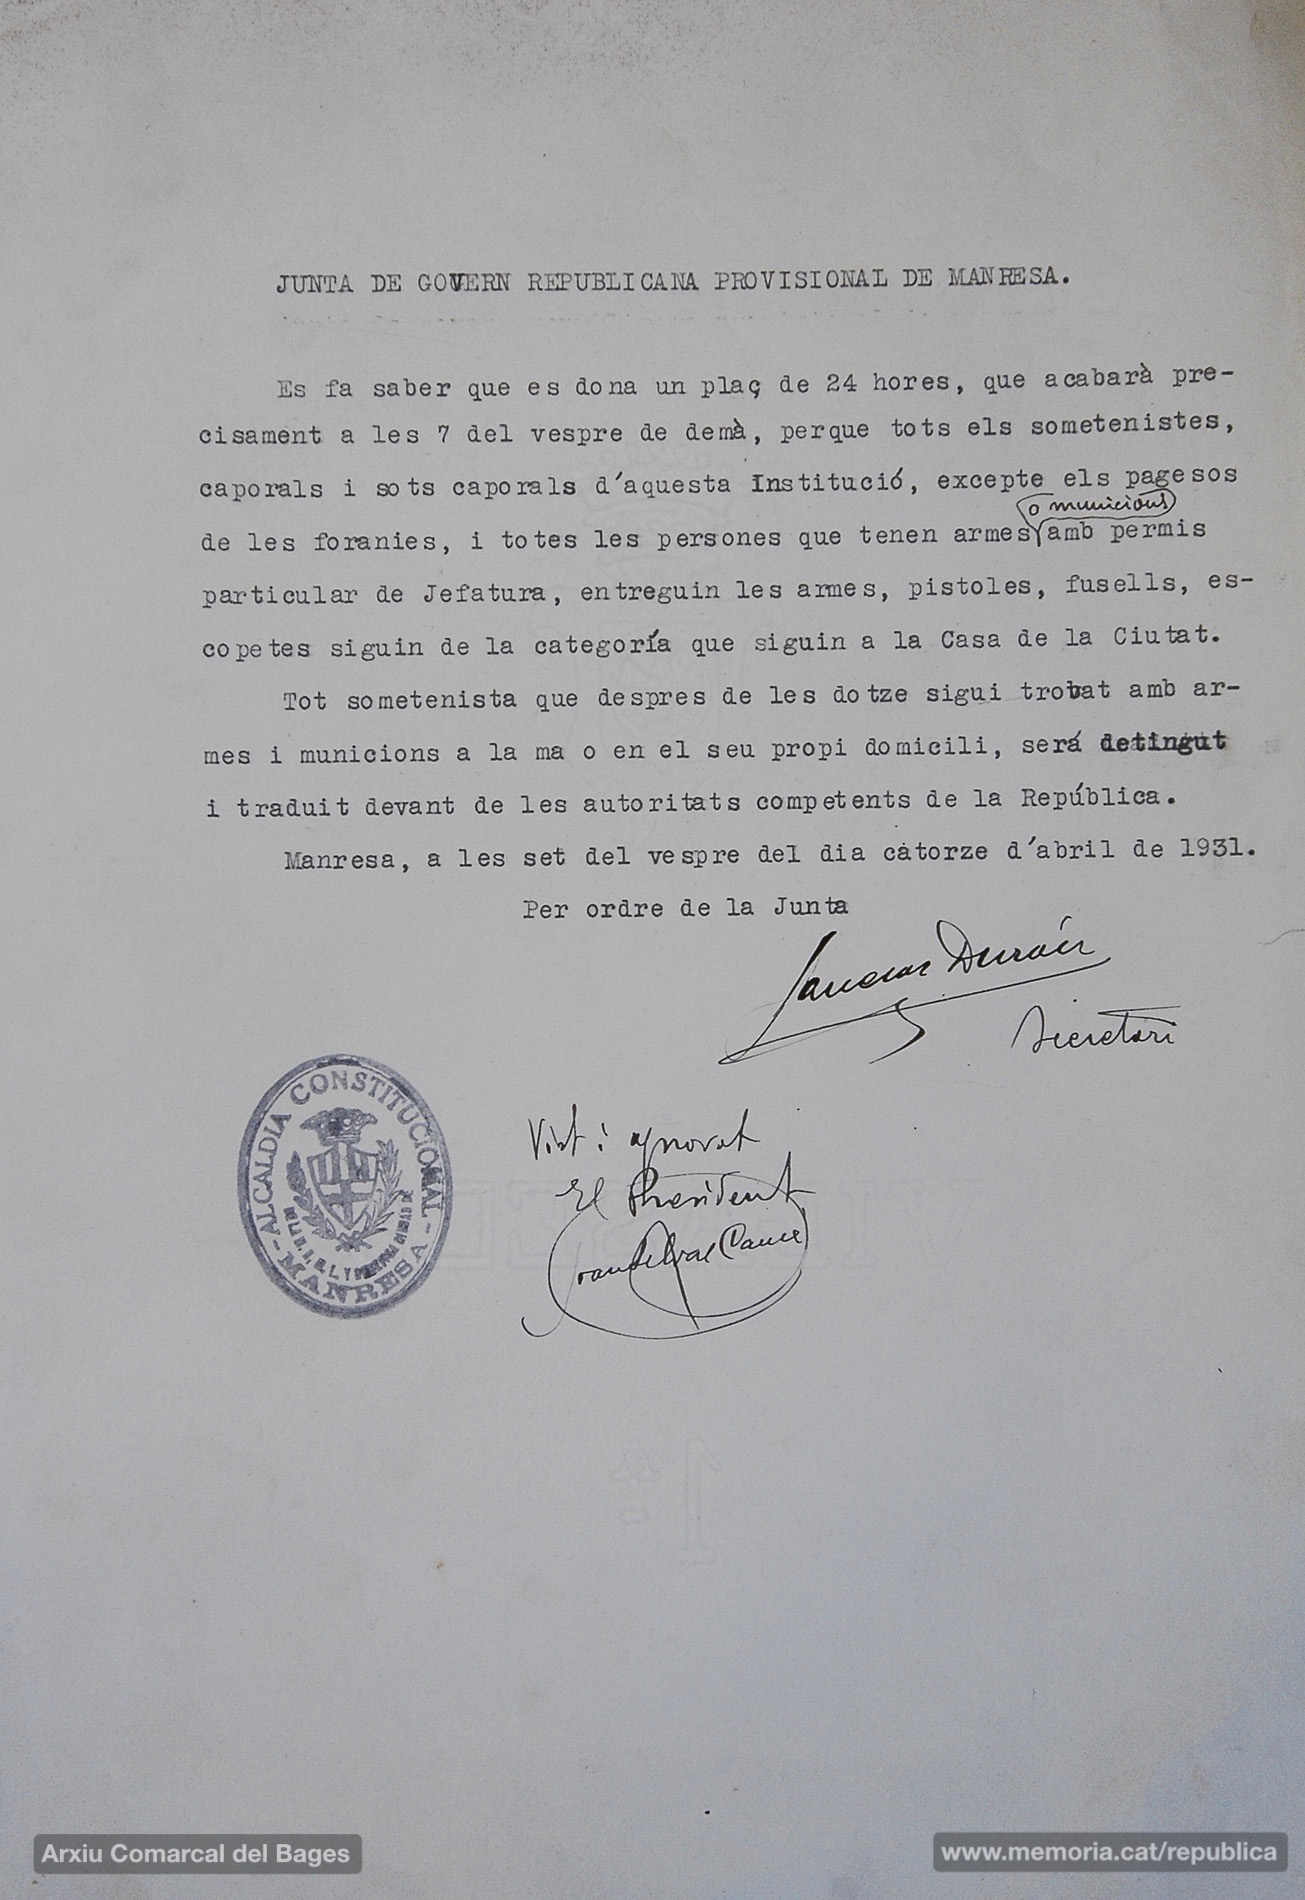 JUNTA DE GOVERN REPUBLICANA PROVISIONAL DE MANRESA.
Es fa saber que es dona un plaç de 24 hores, que acabarà pre-
cisament a les 7 del vespre de demà, perque tots els sometenistes,
caporals i sots caporals d'aquesta Institució, excepte els pagesos
o municions
de les foranies, i totes les persones que tenen armes amb permis
particular de Jefatura, entreguin les armes, pistoles, fusells, es-
copetes siguin de la categoría que siguin a la Casa de la Ciutat.
Tot sometenista que despres de les dotze sigui trobat amb ar-
mes i municions a la ma o en el seu propi domicili, será detingut
i traduit devant de les autoritats competents de la República.
Manresa, a les set del vespre del dia catorze d'abril de 1931.
Per ordre de la Junta
Durán
Secretari
Vist i aprovat
El President
ALCALDIA CONSTITUCIONAL
- MANRESA -
Arxiu Comarcal del Bages
www.memoria.cat/republica